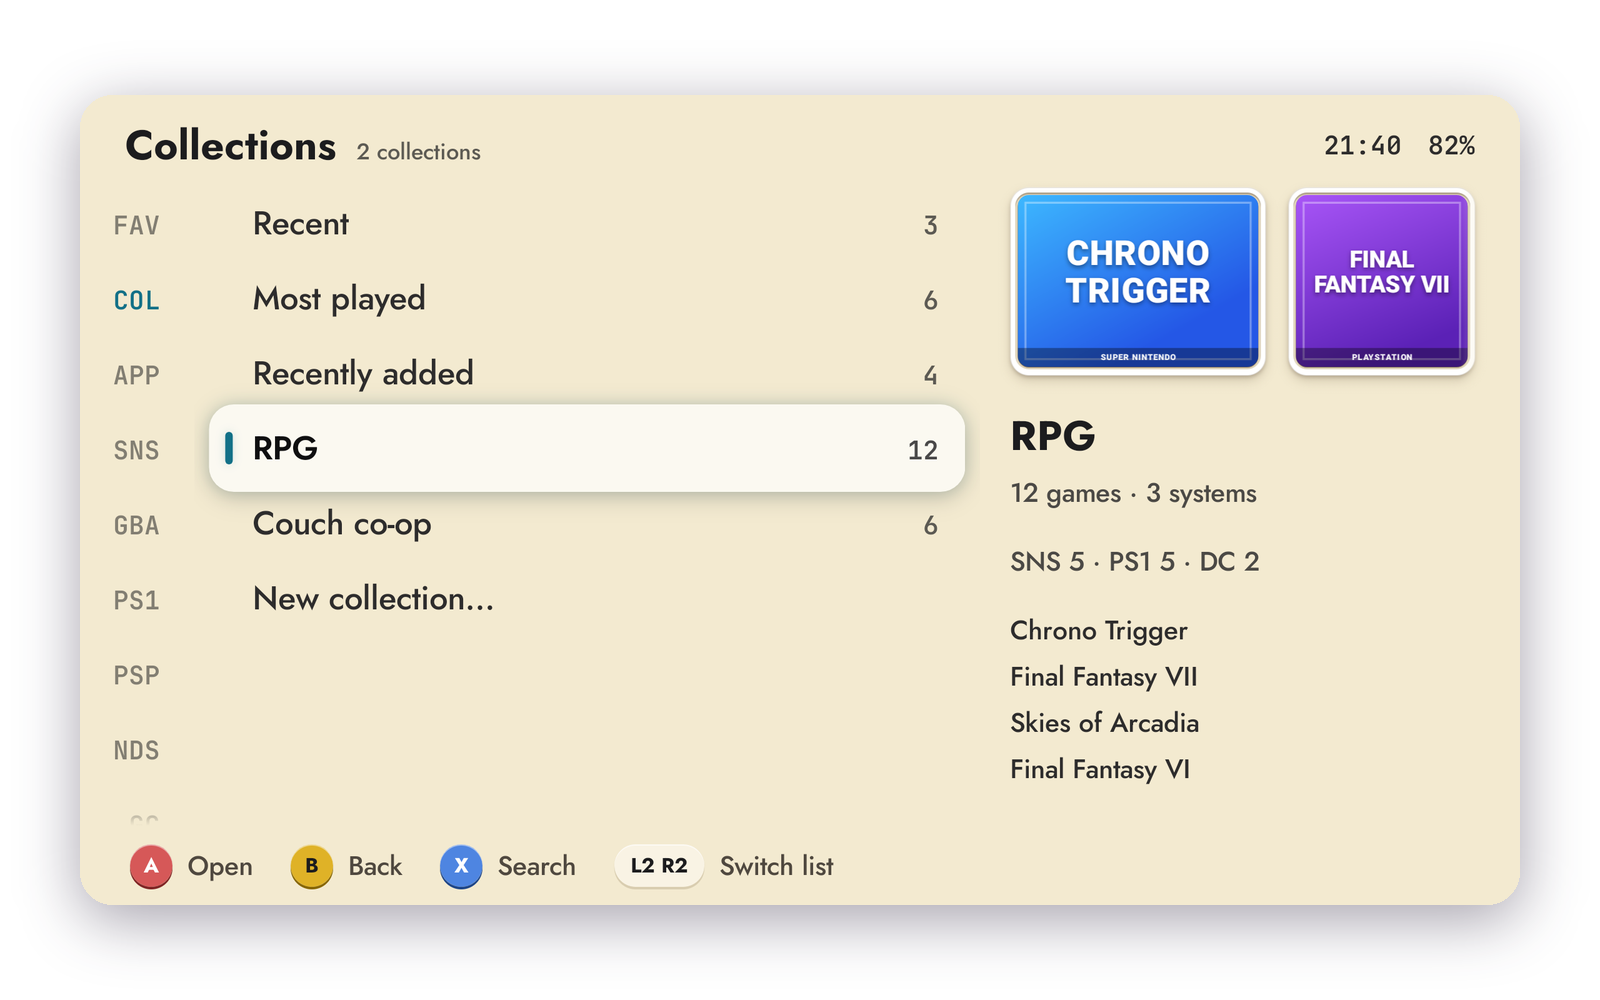 Collections 2 collections
21:40 82%
FAV
COL
APP
SNS
GBA
PS1
PSP
NDS
Recent 3
Most played 6
Recently added 4
RPG 12
Couch co-op 6
New collection...
CHRONO
TRIGGER
SUPER NINTENDO
FINAL
FANTASY VII
PLAYSTATION
RPG
12 games · 3 systems
SNS 5 · PS1 5 · DC 2
Chrono Trigger
Final Fantasy VII
Skies of Arcadia
Final Fantasy VI
A Open B Back X Search L2 R2 Switch list